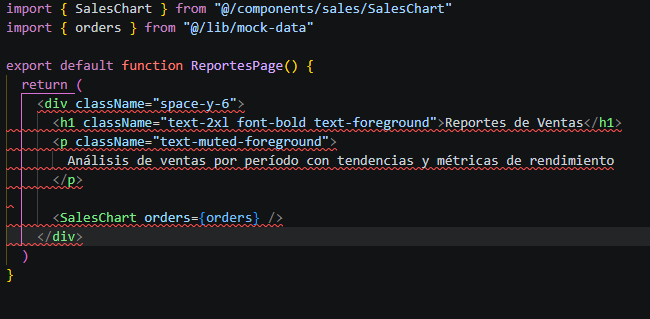 import { SalesChart } from "@/components/sales/SalesChart"
import { orders } from "@/lib/mock-data"

export default function ReportesPage() {
  return (
    <div className="space-y-6">
      <h1 className="text-2xl font-bold text-foreground">Reportes de Ventas</h1>
      <p className="text-muted-foreground">
        Análisis de ventas por período con tendencias y métricas de rendimiento
      </p>

      <SalesChart orders={orders} />
    </div>
  )
}